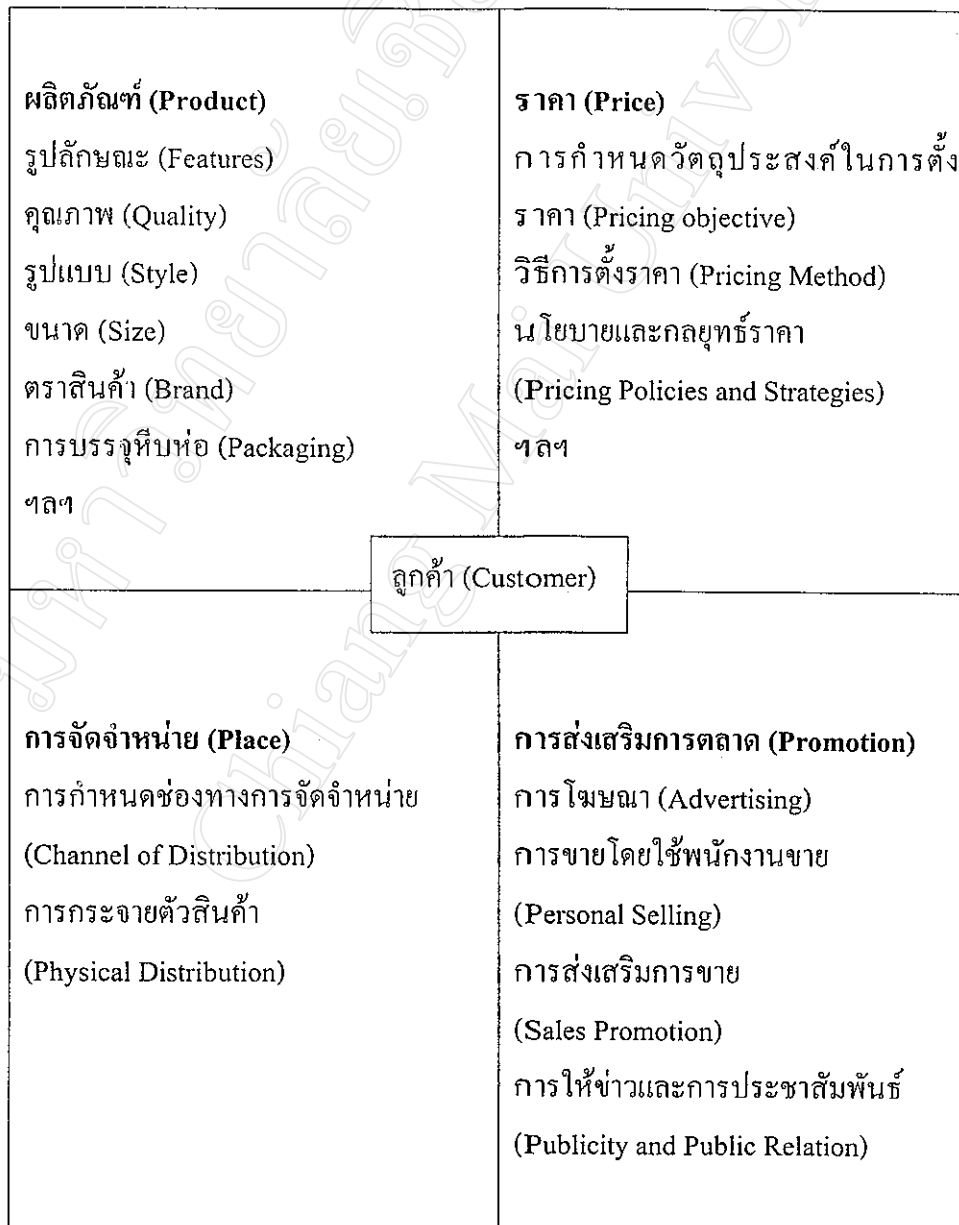 ผลิตภัณฑ์ (Product)
รูปลักษณะ (Features)
คุณภาพ (Quality)
รูปแบบ (Style)
ขนาด (Size)
ตราสินค้า (Brand)
การบรรจุหีบห่อ (Packaging)
ฯลฯ
ราคา (Price)
การกำหนดวัตถุประสงค์ในการตั้ง
ราคา (Pricing objective)
วิธีการตั้งราคา (Pricing Method)
นโยบายและกลยุทธ์ราคา
(Pricing Policies and Strategies)
ฯลฯ
ลูกค้า (Customer)
การจัดจำหน่าย (Place)
การกำหนดช่องทางการจัดจำหน่าย
(Channel of Distribution)
การกระจายตัวสินค้า
(Physical Distribution)
การส่งเสริมการตลาด (Promotion)
การโฆษณา (Advertising)
การขายโดยใช้พนักงานขาย
(Personal Selling)
การส่งเสริมการขาย
(Sales Promotion)
การให้ข่าวและการประชาสัมพันธ์
(Publicity and Public Relation)
Chiang Mai